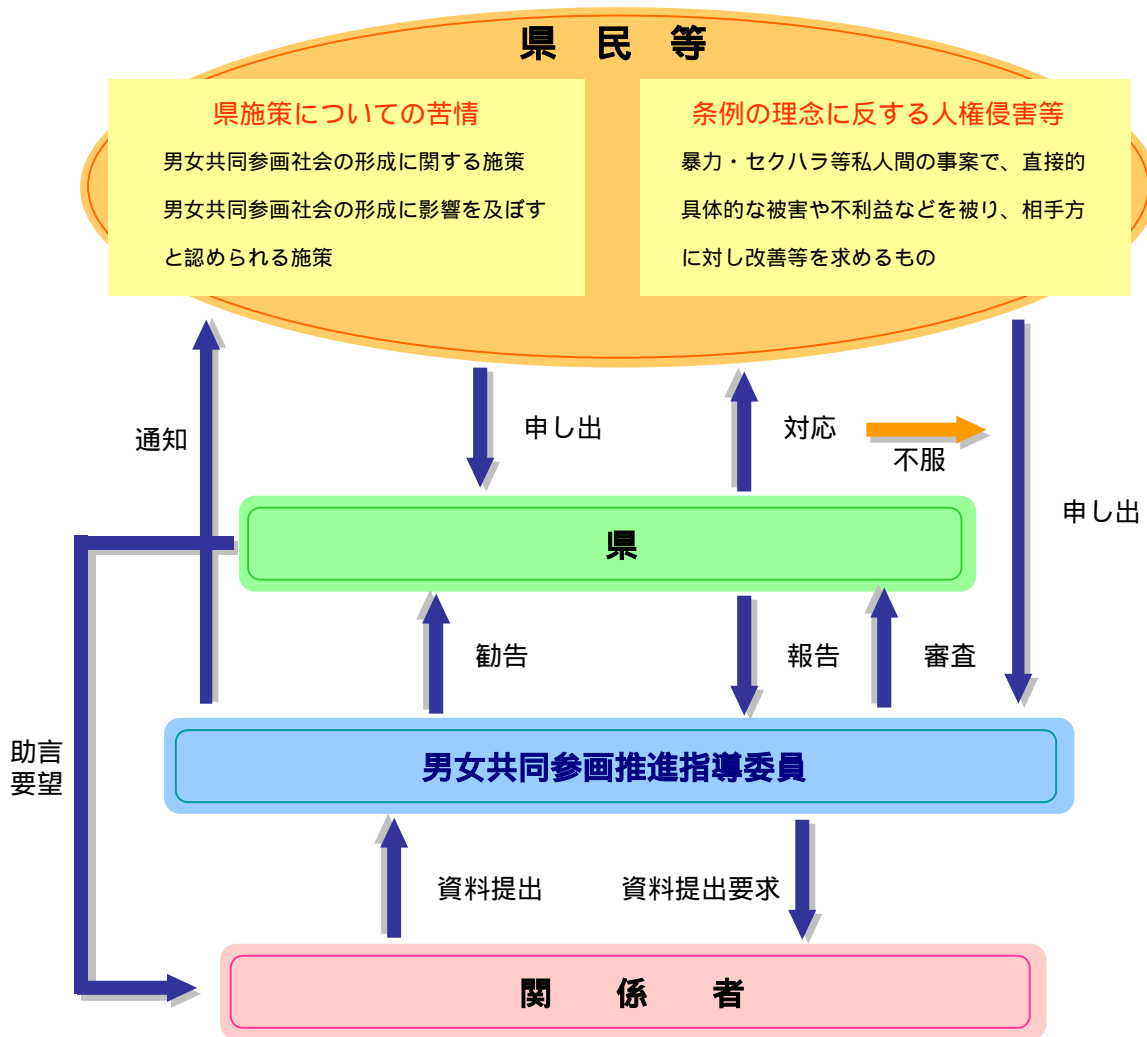 県 民 等
県施策についての苦情
男女共同参画社会の形成に関する施策
男女共同参画社会の形成に影響を及ぼす
と認められる施策
条例の理念に反する人権侵害等
暴力・セクハラ等私人間の事案で、直接的
具体的な被害や不利益などを被り、相手方
に対し改善等を求めるもの
通知
申し出
対応
不服
申し出
県
勧告
報告
審査
助言
要望
男女共同参画推進指導委員
資料提出
資料提出要求
関 係 者